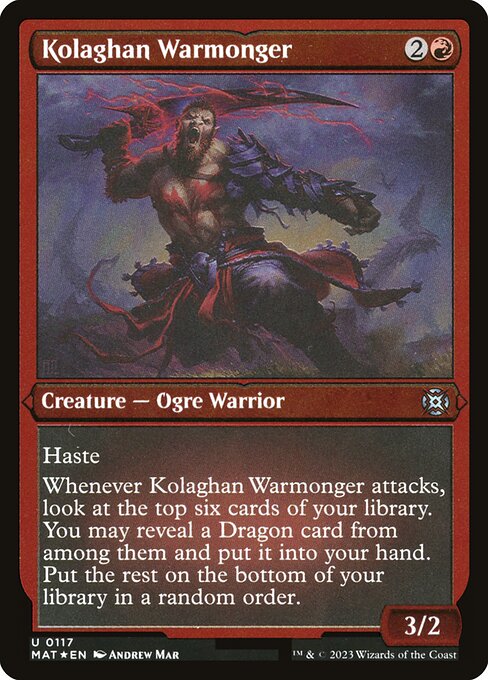 Kolaghan Warmonger 2
Creature — Ogre Warrior
Haste
Whenever Kolaghan Warmonger attacks,
look at the top six cards of your library.
You may reveal a Dragon card from
among them and put it into your hand.
Put the rest on the bottom of your
library in a random order.
3/2
U 0117
MAT★EN Andrew Mar
™ & © 2023 Wizards of the Coast